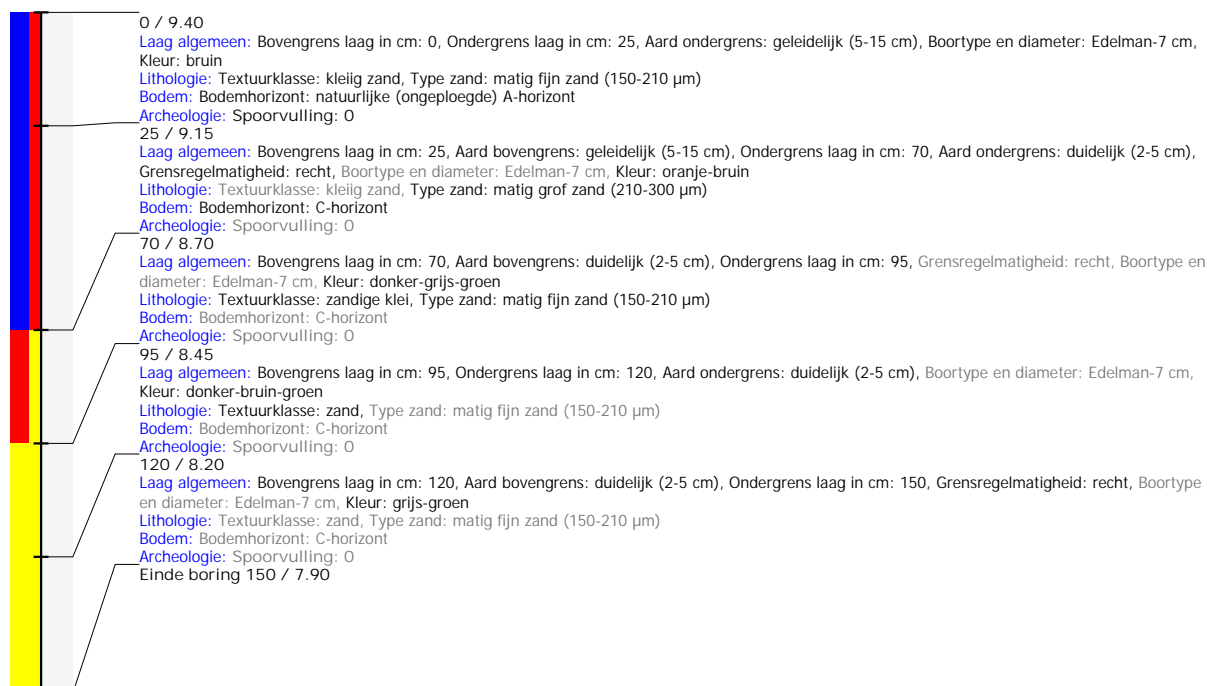 0 / 9.40
Laag algemeen: Bovengrens laag in cm: 0, Ondergrens laag in cm: 25, Aard ondergrens: geleidelijk (5-15 cm), Boortype en diameter: Edelman-7 cm,
Kleur: bruin
Lithologie: Textuurklasse: kleiig zand, Type zand: matig fijn zand (150-210 µm)
Bodem: Bodemhorizont: natuurlijke (ongeploegde) A-horizont
Archeologie: Spoorvulling: 0
25 / 9.15
Laag algemeen: Bovengrens laag in cm: 25, Aard bovengrens: geleidelijk (5-15 cm), Ondergrens laag in cm: 70, Aard ondergrens: duidelijk (2-5 cm),
Grensregelmatigheid: recht, Boortype en diameter: Edelman-7 cm, Kleur: oranje-bruin
Lithologie: Textuurklasse: kleiig zand, Type zand: matig grof zand (210-300 µm)
Bodem: Bodemhorizont: C-horizont
Archeologie: Spoorvulling: 0
70 / 8.70
Laag algemeen: Bovengrens laag in cm: 70, Aard bovengrens: duidelijk (2-5 cm), Ondergrens laag in cm: 95, Grensregelmatigheid: recht, Boortype en
diameter: Edelman-7 cm, Kleur: donker-grijs-groen
Lithologie: Textuurklasse: zandige klei, Type zand: matig fijn zand (150-210 µm)
Bodem: Bodemhorizont: C-horizont
Archeologie: Spoorvulling: 0
95 / 8.45
Laag algemeen: Bovengrens laag in cm: 95, Ondergrens laag in cm: 120, Aard ondergrens: duidelijk (2-5 cm), Boortype en diameter: Edelman-7 cm,
Kleur: donker-bruin-groen
Lithologie: Textuurklasse: zand, Type zand: matig fijn zand (150-210 µm)
Bodem: Bodemhorizont: C-horizont
Archeologie: Spoorvulling: 0
120 / 8.20
Laag algemeen: Bovengrens laag in cm: 120, Aard bovengrens: duidelijk (2-5 cm), Ondergrens laag in cm: 150, Grensregelmatigheid: recht, Boortype
en diameter: Edelman-7 cm, Kleur: grijs-groen
Lithologie: Textuurklasse: zand, Type zand: matig fijn zand (150-210 µm)
Bodem: Bodemhorizont: C-horizont
Archeologie: Spoorvulling: 0
Einde boring 150 / 7.90